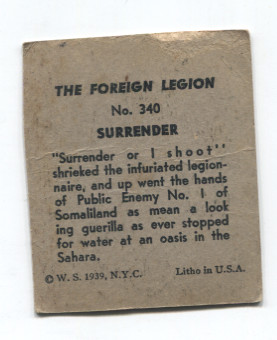 THE FOREIGN LEGION
No. 340
SURRENDER
"Surrender or I shoot"
shrieked the infuriated legion-
naire, and up went the hands
of Public Enemy No. 1 of
Somaliland as mean a look
ing guerilla as ever stopped
for water at an oasis in the
Sahara.
© W. S. 1939, N.Y.C. Litho in U.S.A.